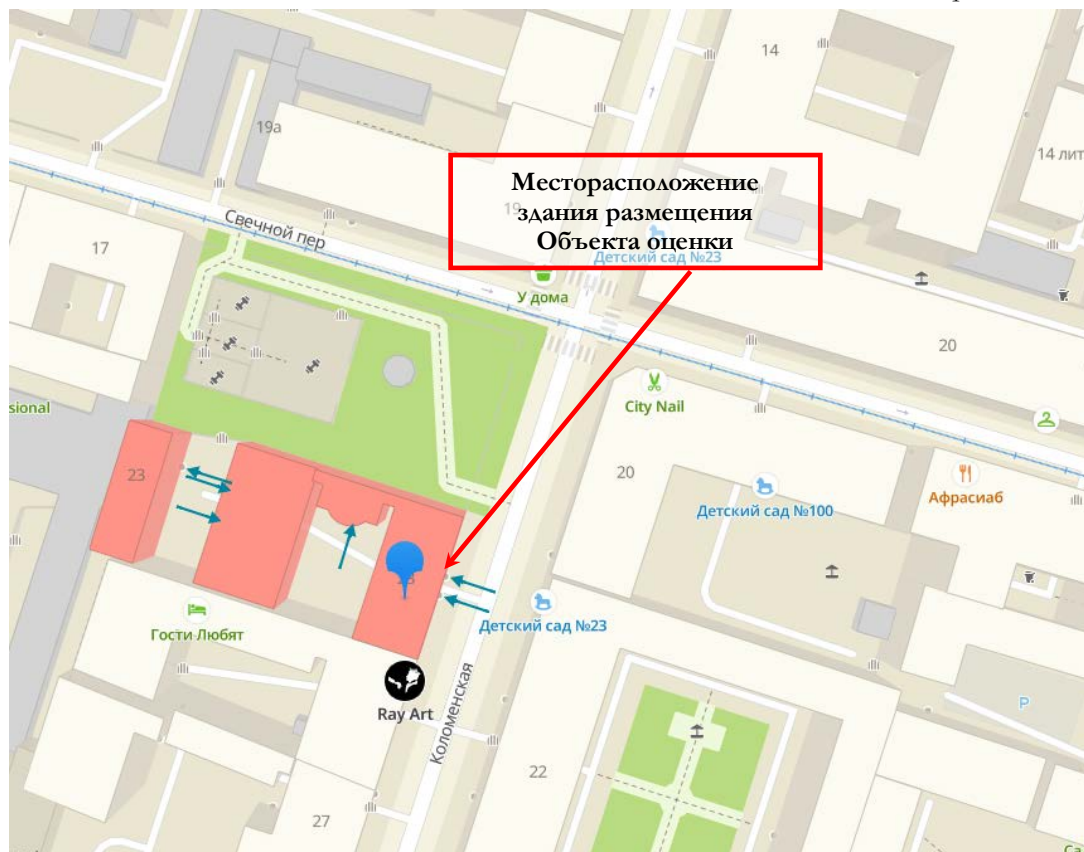 14
19а
14 лит
Месторасположение
здания размещения
Объекта оценки
19
Детский сад №23
Свечной пер
17
У дома
20
City Nail
sional
23
20
Детский сад №100
Афрасиаб
Гости Любят
Детский сад №23
Ray Art
Коломенская
P
22
27